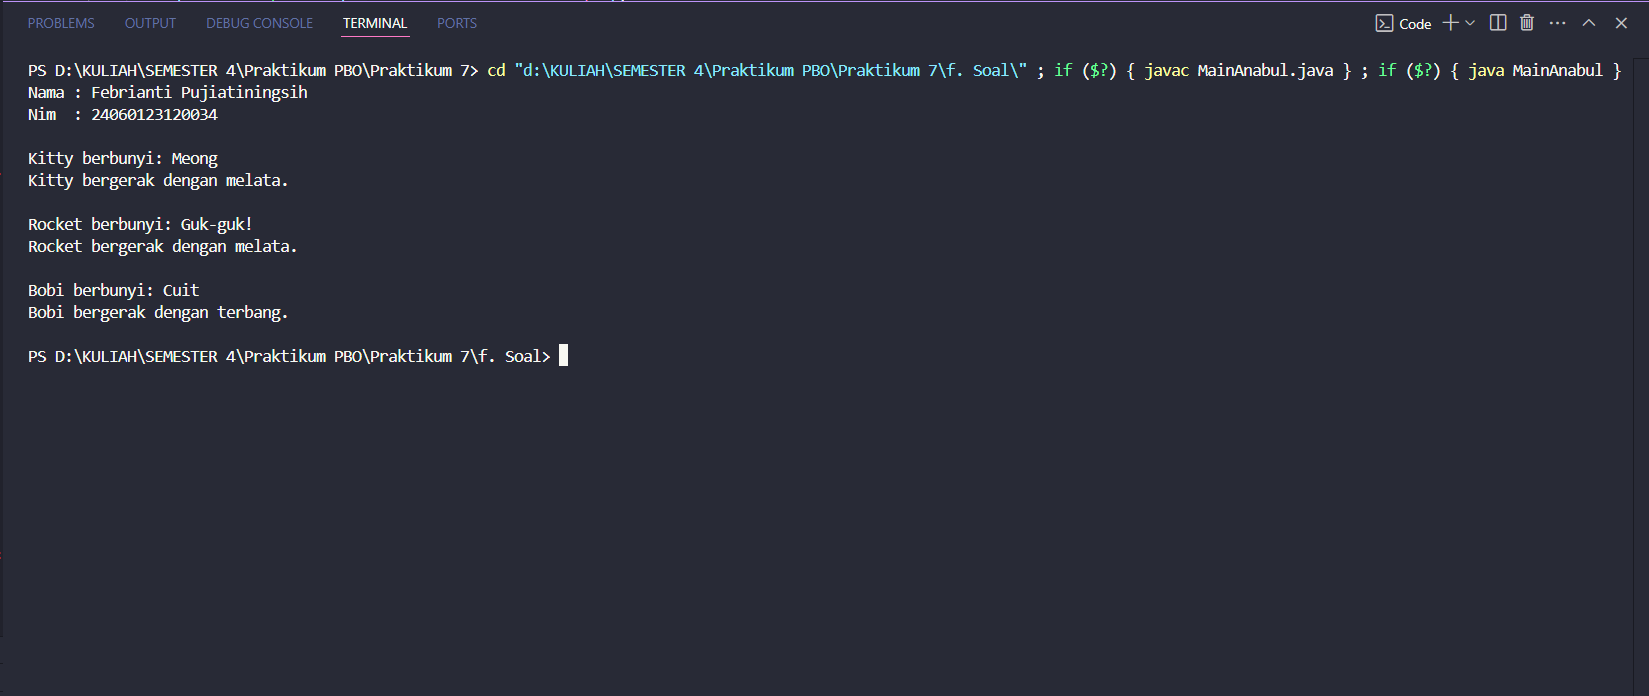 PROBLEMS OUTPUT DEBUG CONSOLE TERMINAL PORTS Code
PS D:\KULIAH\SEMESTER 4\Praktikum PBO\Praktikum 7> cd "d:\KULIAH\SEMESTER 4\Praktikum PBO\Praktikum 7\f. Soal\" ; if ($?) { javac MainAnabul.java } ; if ($?) { java MainAnabul }
Nama : Febrianti Pujiatiningsih
Nim  : 24060123120034
Kitty berbunyi: Meong
Kitty bergerak dengan melata.
Rocket berbunyi: Guk-guk!
Rocket bergerak dengan melata.
Bobi berbunyi: Cuit
Bobi bergerak dengan terbang.
PS D:\KULIAH\SEMESTER 4\Praktikum PBO\Praktikum 7\f. Soal>